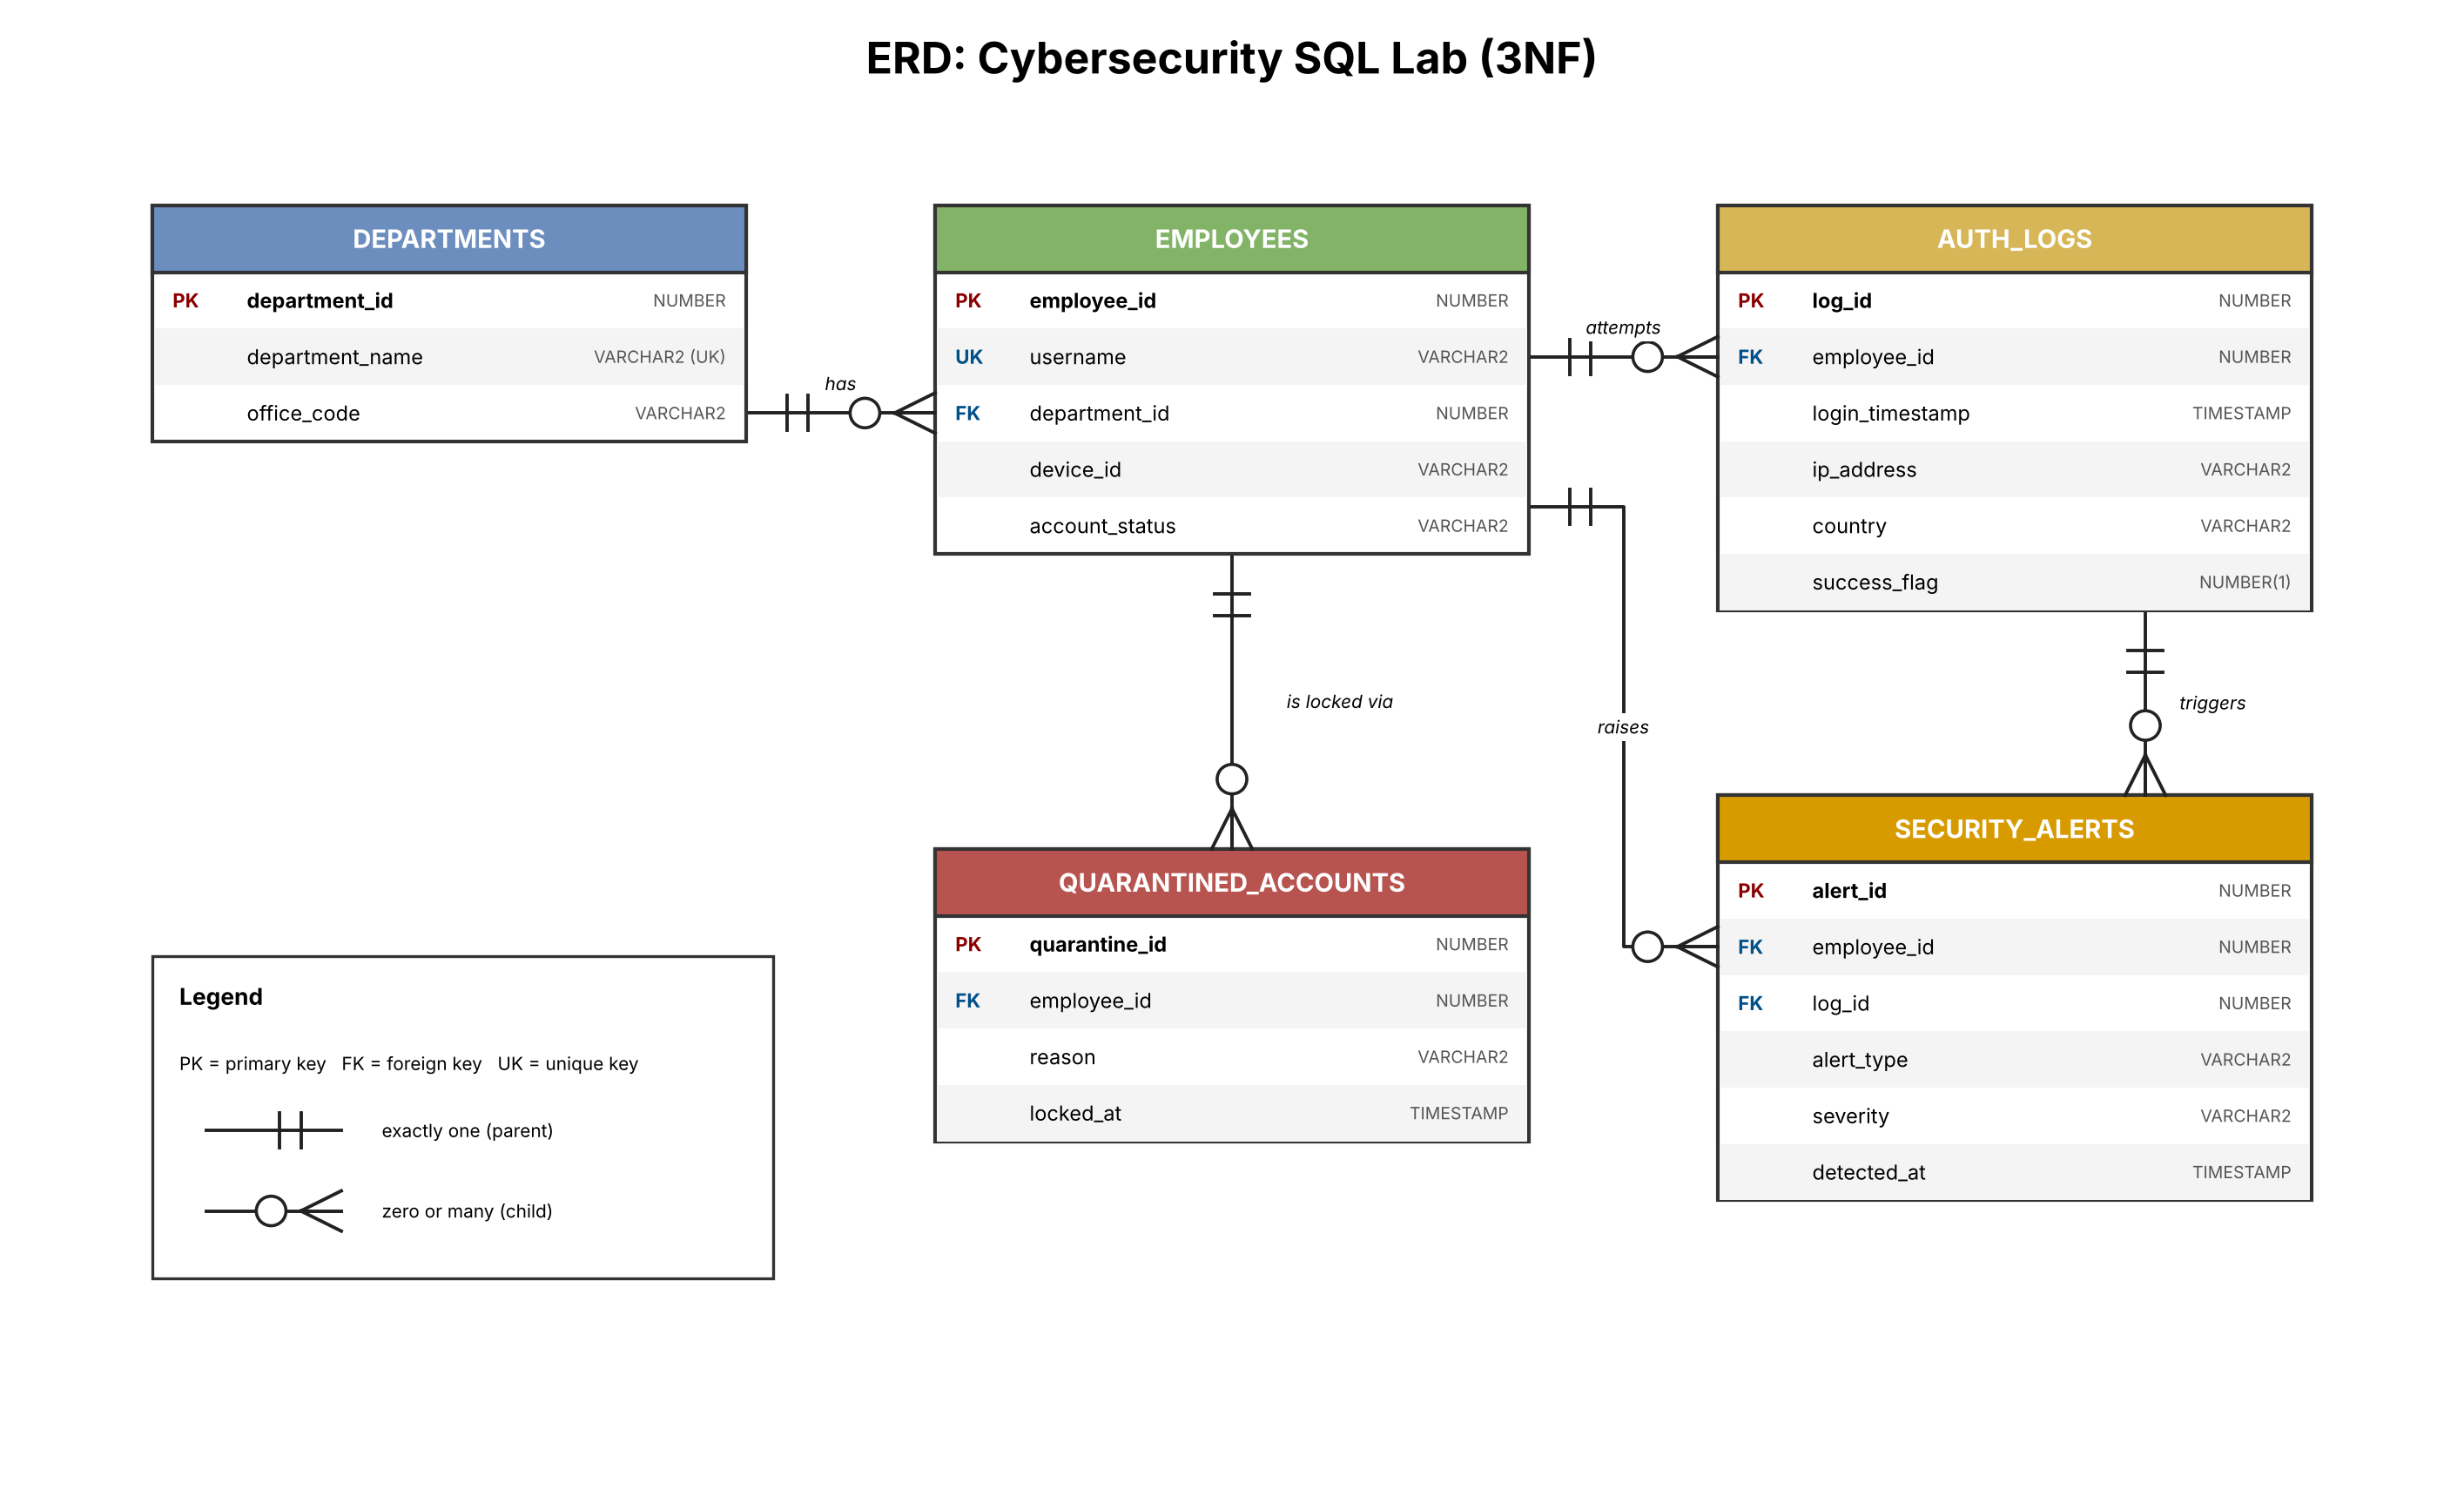 ERD: Cybersecurity SQL Lab (3NF)
DEPARTMENTS
PK department_id NUMBER
department_name VARCHAR2 (UK)
office_code VARCHAR2
has
EMPLOYEES
PK employee_id NUMBER
UK username VARCHAR2
FK department_id NUMBER
device_id VARCHAR2
account_status VARCHAR2
attempts
AUTH_LOGS
PK log_id NUMBER
FK employee_id NUMBER
login_timestamp TIMESTAMP
ip_address VARCHAR2
country VARCHAR2
success_flag NUMBER(1)
is locked via
raises
triggers
QUARANTINED_ACCOUNTS
PK quarantine_id NUMBER
FK employee_id NUMBER
reason VARCHAR2
locked_at TIMESTAMP
SECURITY_ALERTS
PK alert_id NUMBER
FK employee_id NUMBER
FK log_id NUMBER
alert_type VARCHAR2
severity VARCHAR2
detected_at TIMESTAMP
Legend
PK = primary key FK = foreign key UK = unique key
exactly one (parent)
zero or many (child)